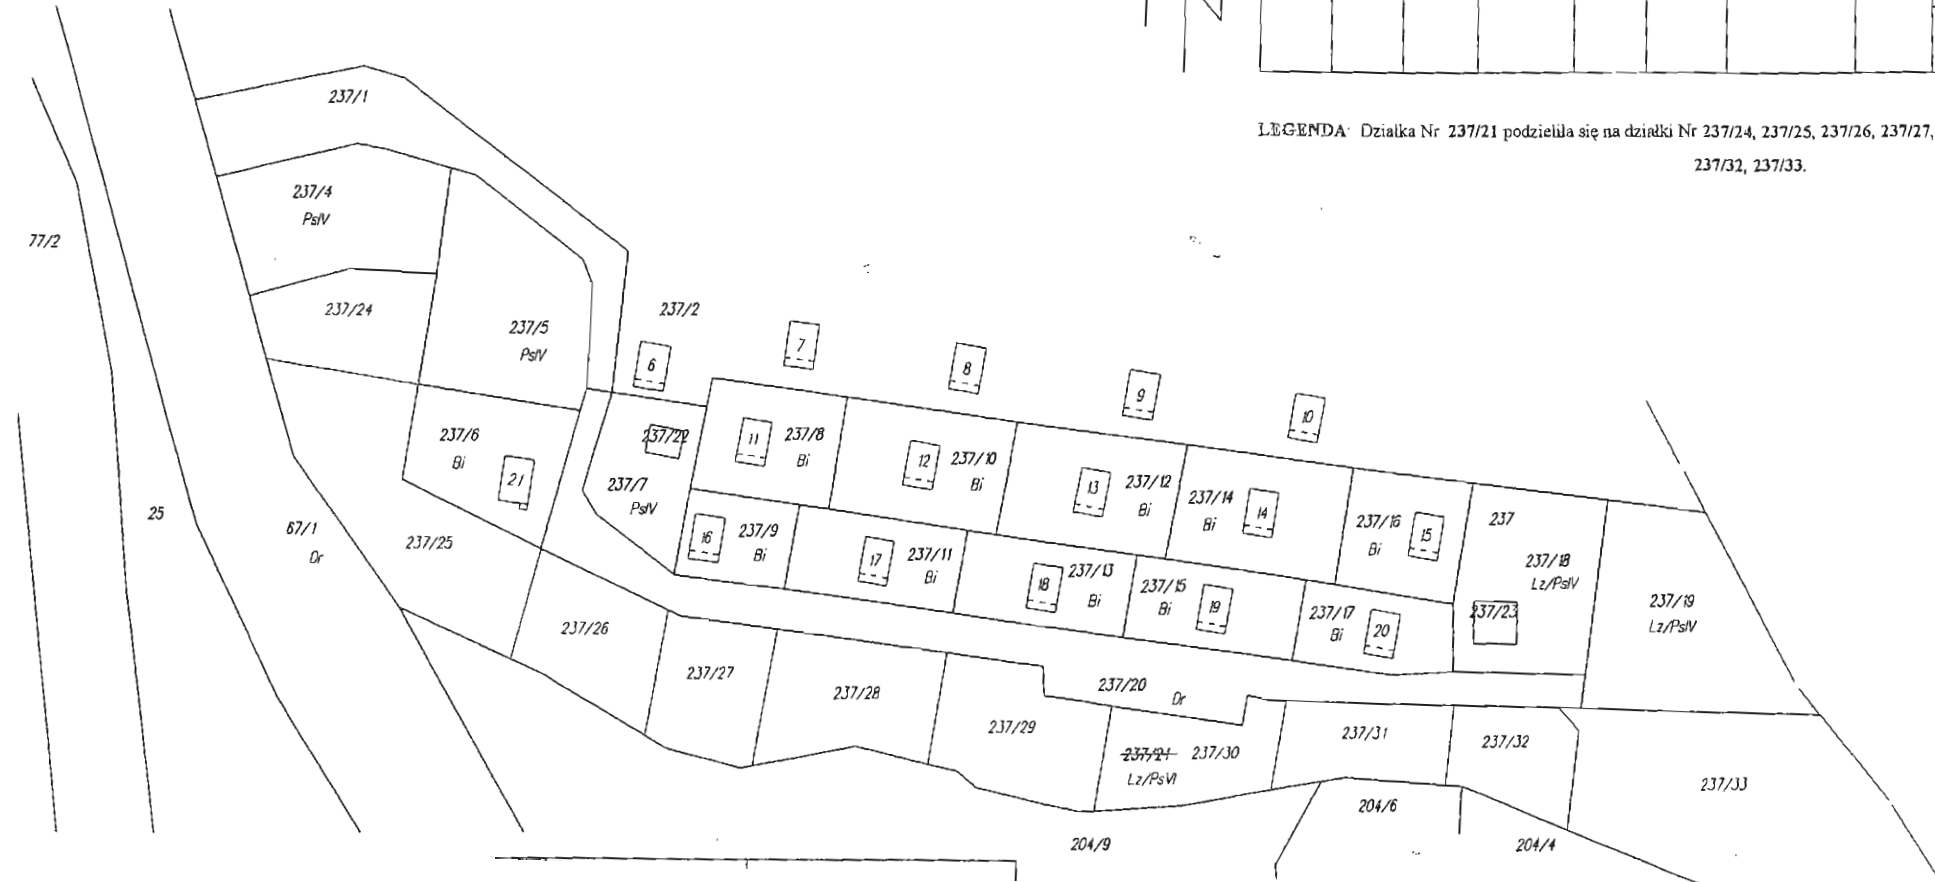 237/1
LEGENDA: Działka Nr 237/21 podzieliła się na działki Nr 237/24, 237/25, 237/26, 237/27,
237/32, 237/33.
237/4
PsIV
77/2
237/24
237/2
237/5
PsIV
6
7
8
9
10
237/6
Bi
21
237/22
237/7
PsIV
11
237/8
Bi
12
237/10
Bi
13
237/12
Bi
237/14
Bi
14
237/16
Bi
15
237
237/18
Lz/PsIV
237/19
Lz/PsIV
25
67/1
Dr
237/25
16
237/9
Bi
17
237/11
Bi
18
237/13
Bi
237/15
Bi
19
237/17
Bi
20
237/23
237/26
237/27
237/28
237/20
Dr
237/29
237/21 237/30
Lz/PsVI
237/31
237/32
237/33
204/6
204/9
204/4